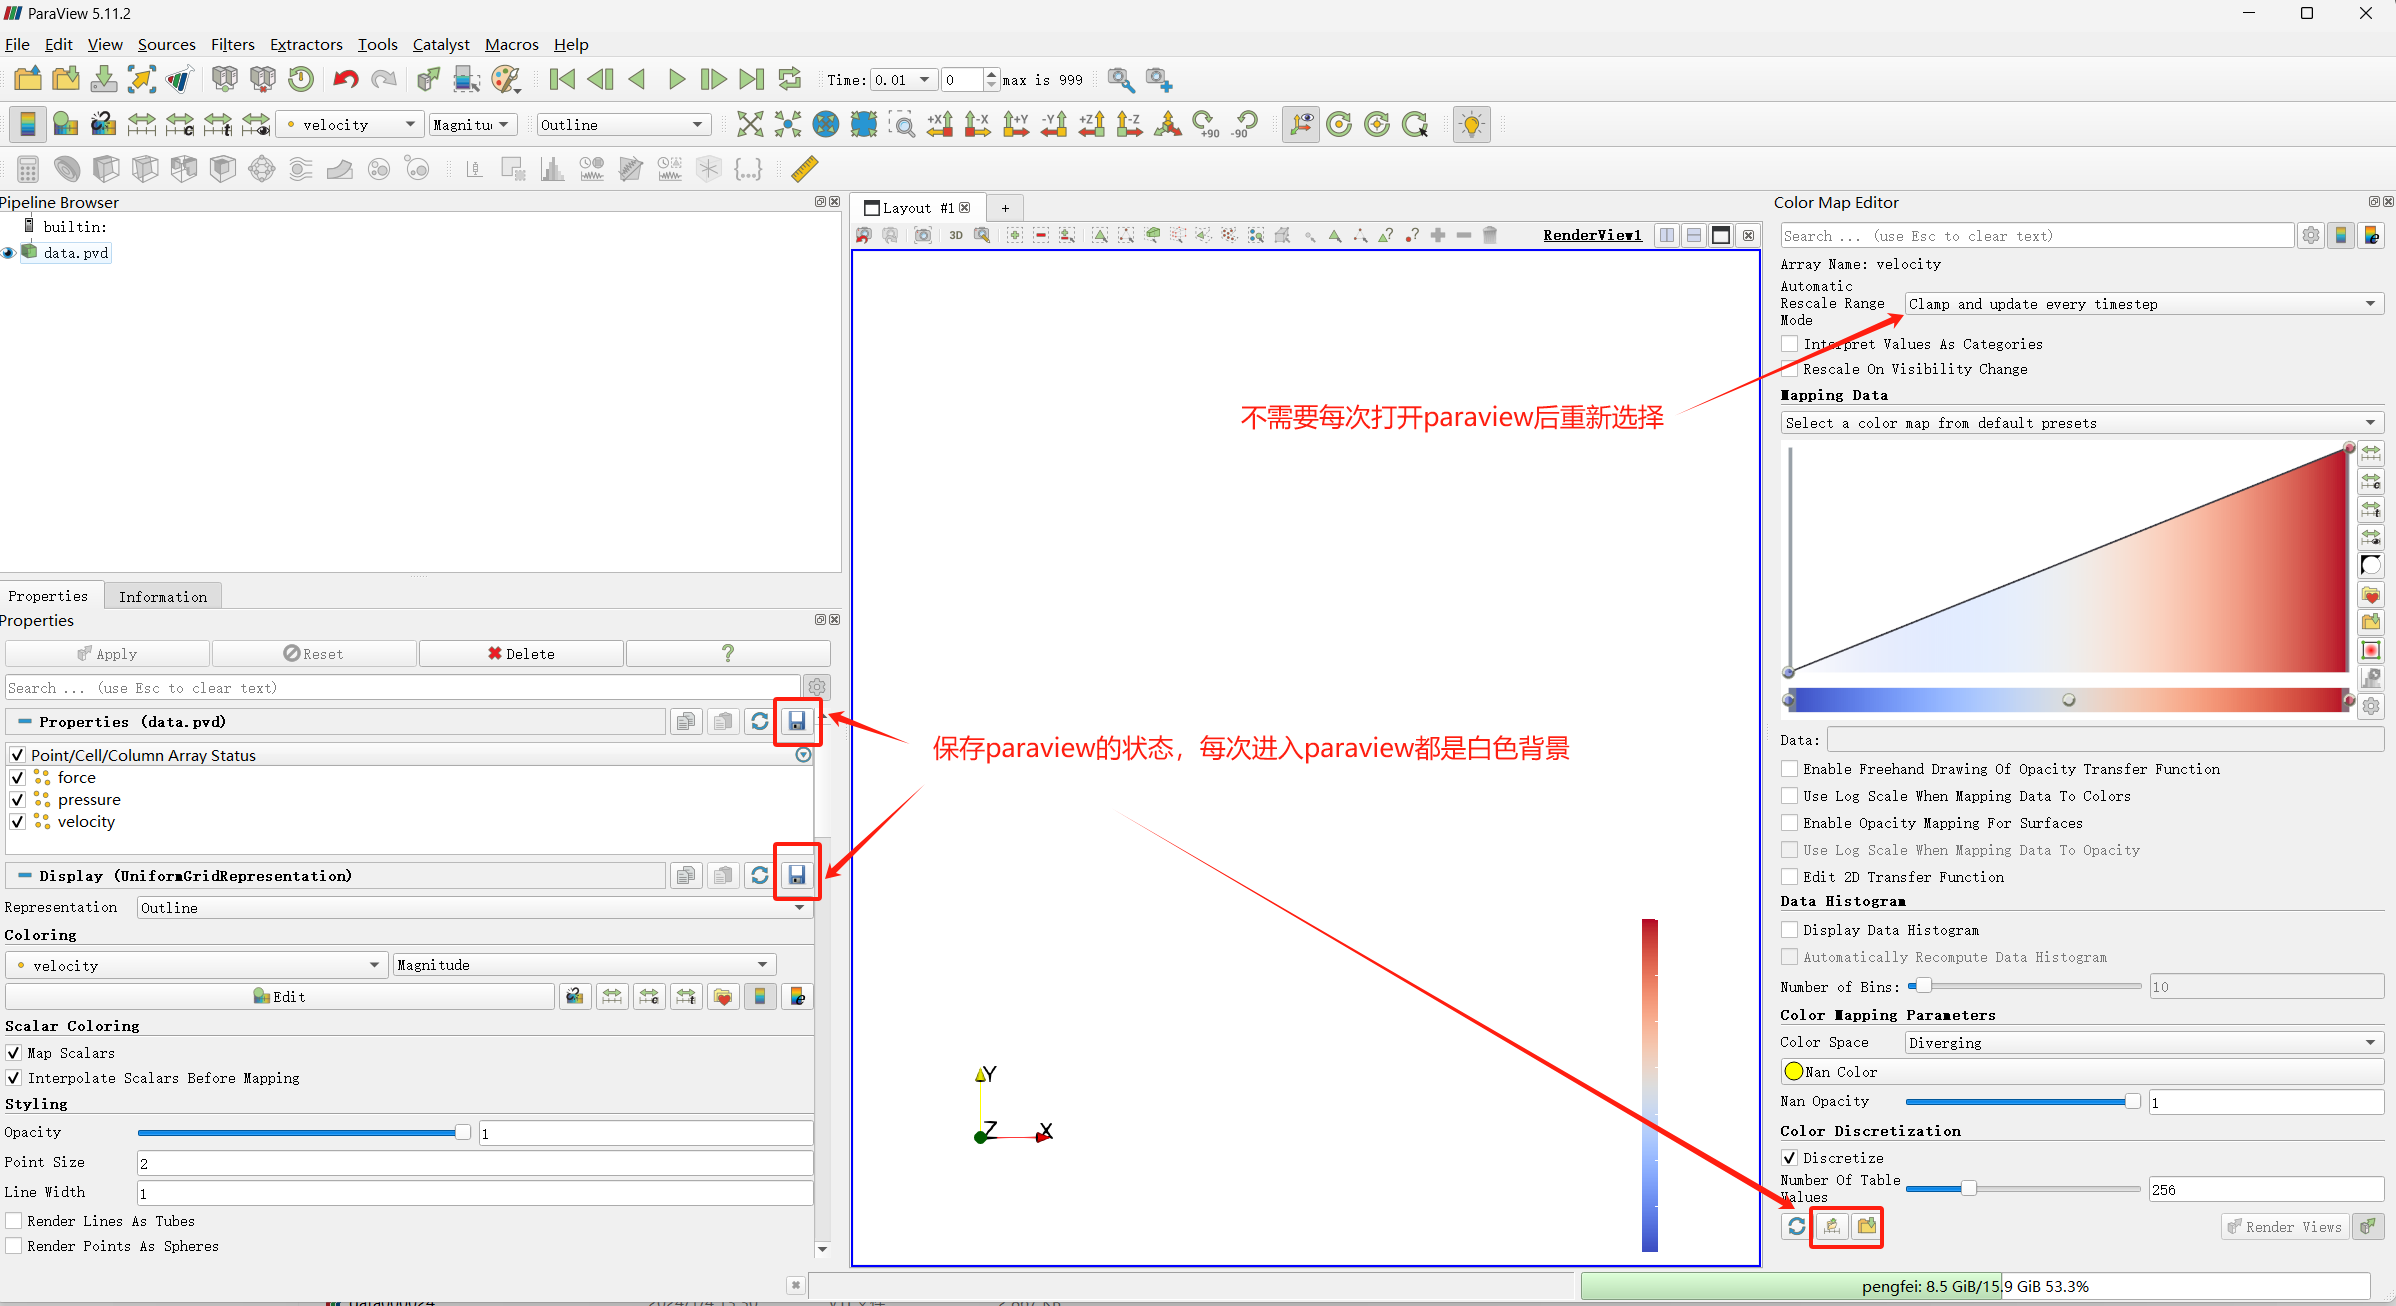 ParaView 5.11.2
File Edit View Sources Filters Extractors Tools Catalyst Macros Help
Time: 0.01 0 max is 999
velocity Magnitu Outline +X -X +Y -Y +Z -Z +90 -90
Pipeline Browser
builtin:
data.pvd
Layout #1 +
3D RenderView1
Color Map Editor
Search ... (use Esc to clear text)
Array Name: velocity
Automatic
Rescale Range
Mode
Clamp and update every timestep
Interpret Values As Categories
Rescale On Visibility Change
Mapping Data
Select a color map from default presets
不需要每次打开paraview后重新选择
Properties Information
Properties
Apply Reset Delete ?
Search ... (use Esc to clear text)
Properties (data.pvd)
Point/Cell/Column Array Status
force
pressure
velocity
保存paraview的状态，每次进入paraview都是白色背景
Display (UniformGridRepresentation)
Representation Outline
Coloring
velocity Magnitude
Edit
Scalar Coloring
Map Scalars
Interpolate Scalars Before Mapping
Styling
Opacity 1
Point Size 2
Line Width 1
Render Lines As Tubes
Render Points As Spheres
Y
Z X
Data:
Enable Freehand Drawing Of Opacity Transfer Function
Use Log Scale When Mapping Data To Colors
Enable Opacity Mapping For Surfaces
Use Log Scale When Mapping Data To Opacity
Edit 2D Transfer Function
Data Histogram
Display Data Histogram
Automatically Recompute Data Histogram
Number of Bins: 10
Color Mapping Parameters
Color Space Diverging
Nan Color
Nan Opacity 1
Color Discretization
Discretize
Number Of Table
Values
256
Render Views
pengfei: 8.5 GiB/15.9 GiB 53.3%